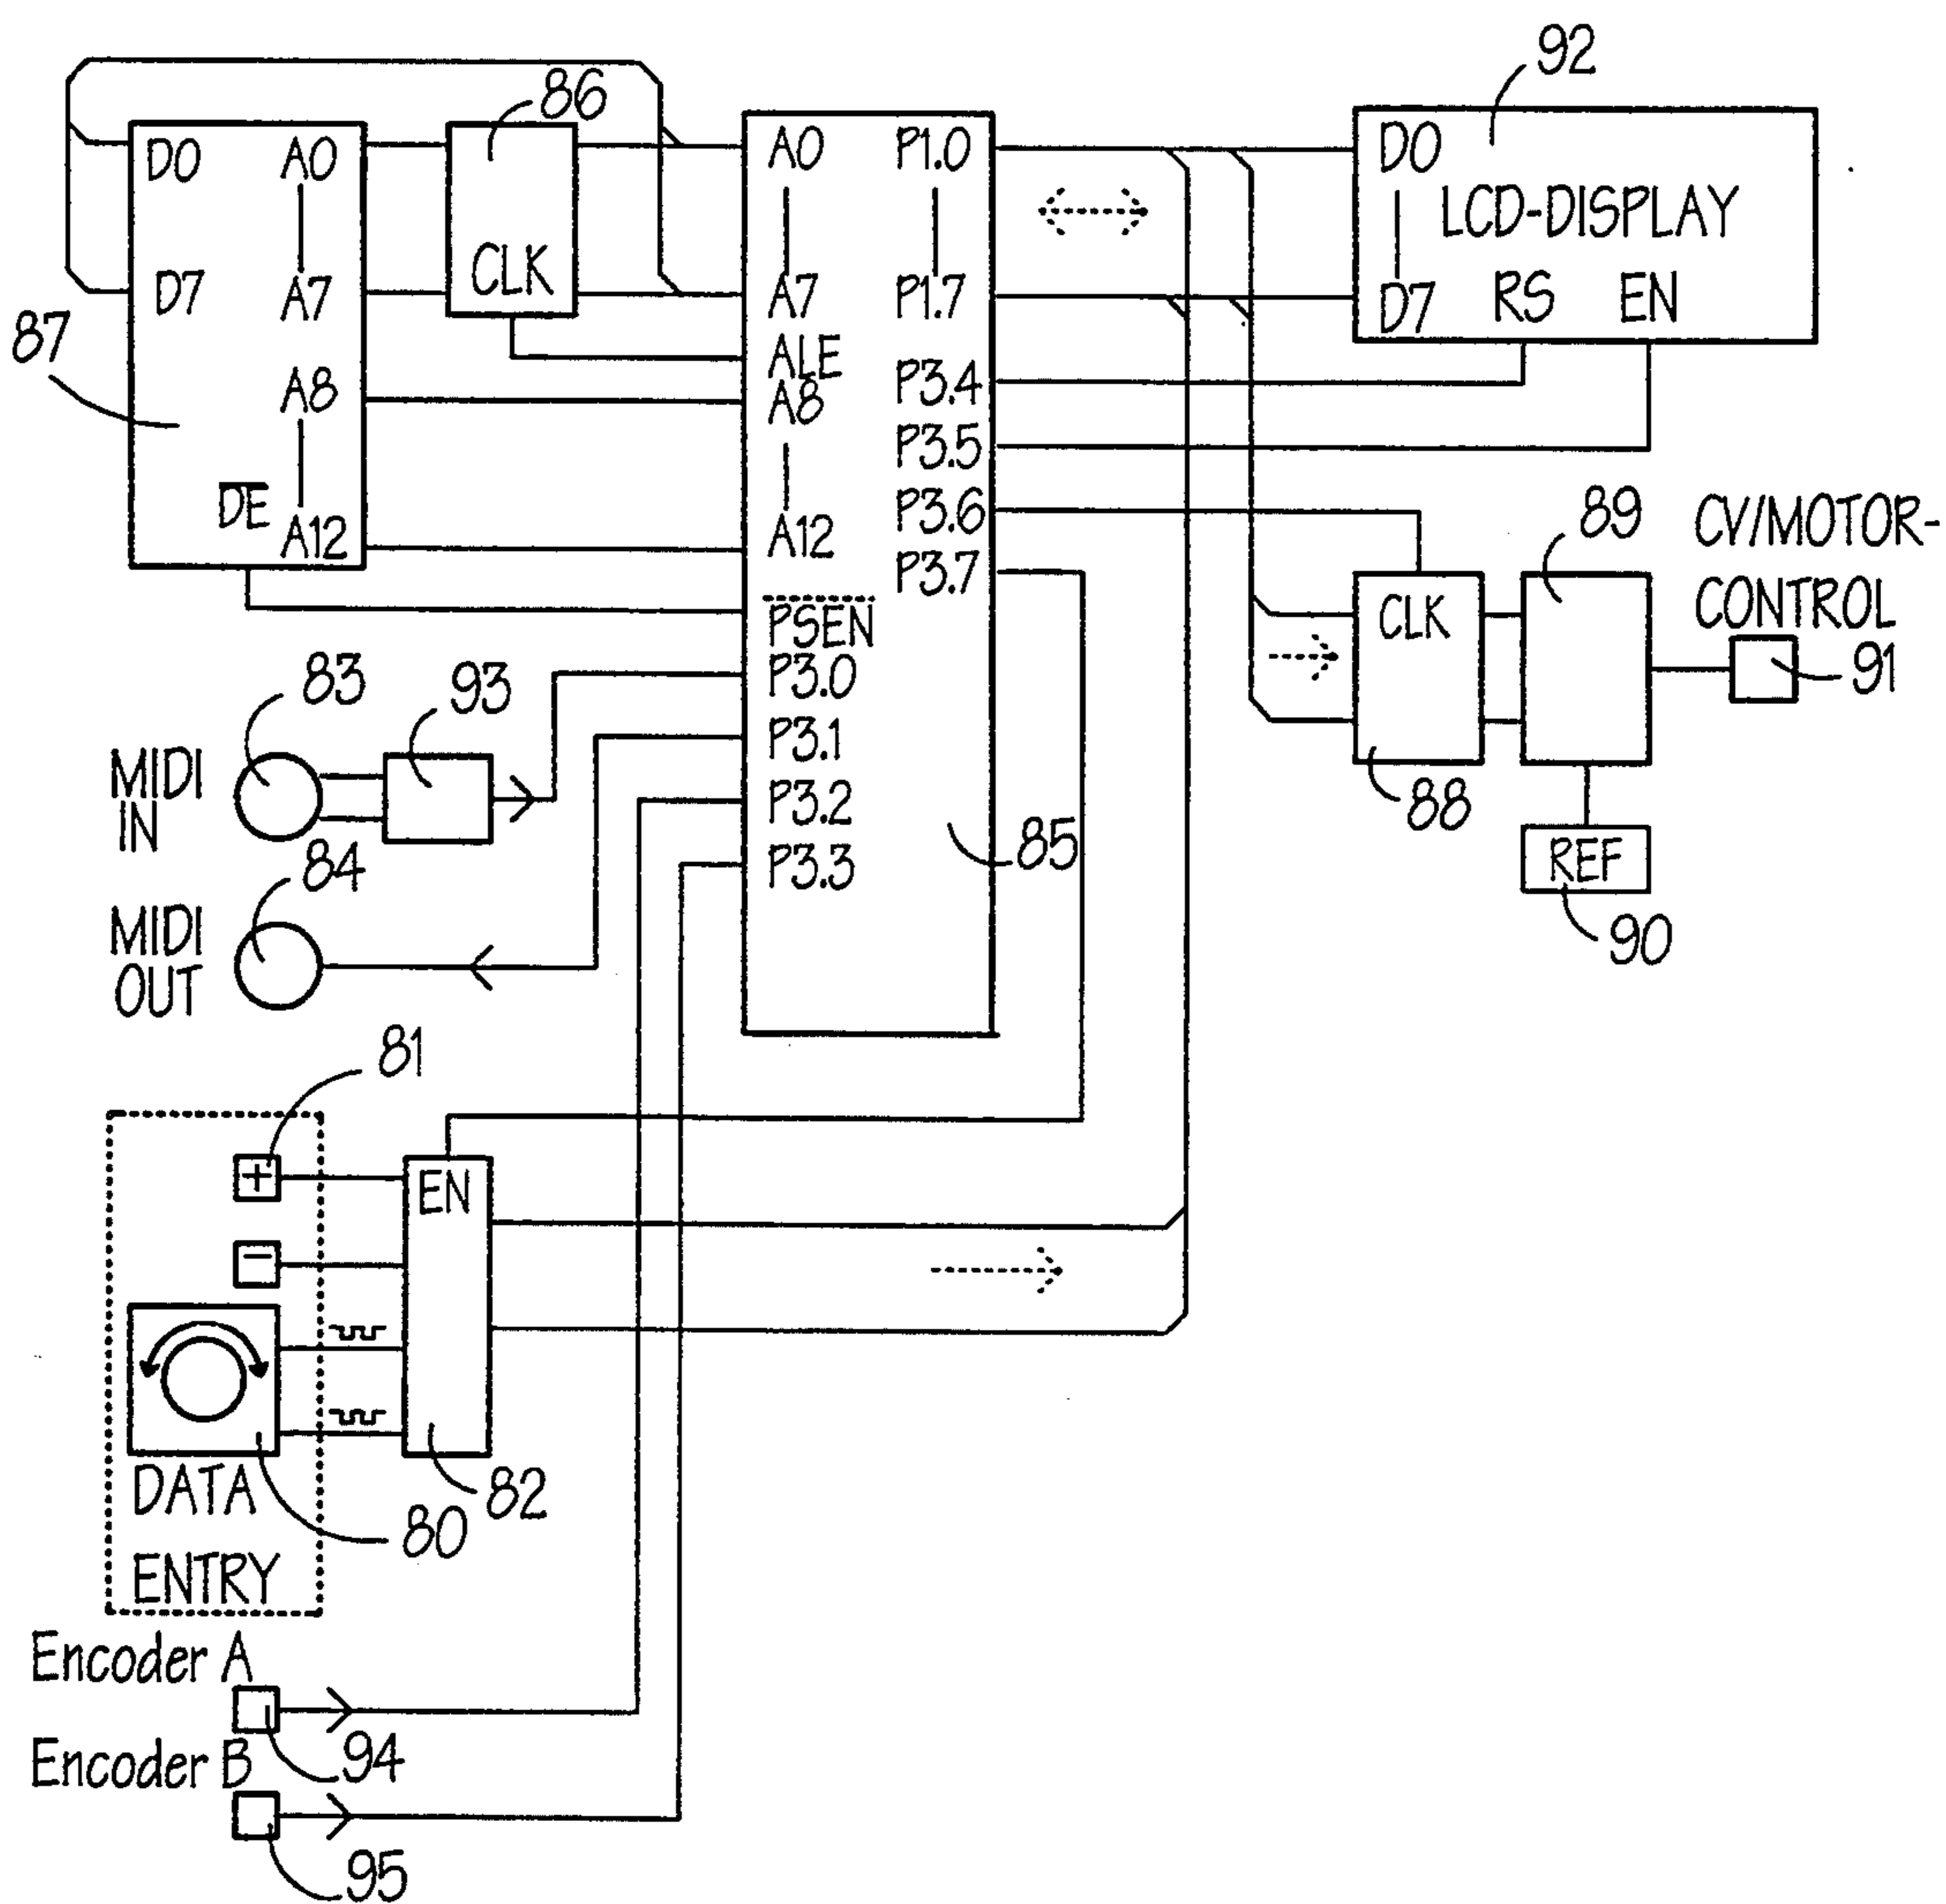 92
86
D0 A0
CLK
D7 A7
87
A8
DE
A12
A0 P1.0
A7 P1.7
ALE
A8
P3.4
P3.5
P3.6
A12
P3.7
PSEN
P3.0
P3.1
P3.2
P3.3
85
D0
LCD-DISPLAY
D7 RS EN
89
CV/MOTOR-
CONTROL
91
CLK
88
REF
90
83
93
MIDI
IN
84
MIDI
OUT
81
+
EN
−
DATA
82
80
ENTRY
Encoder A
94
Encoder B
95